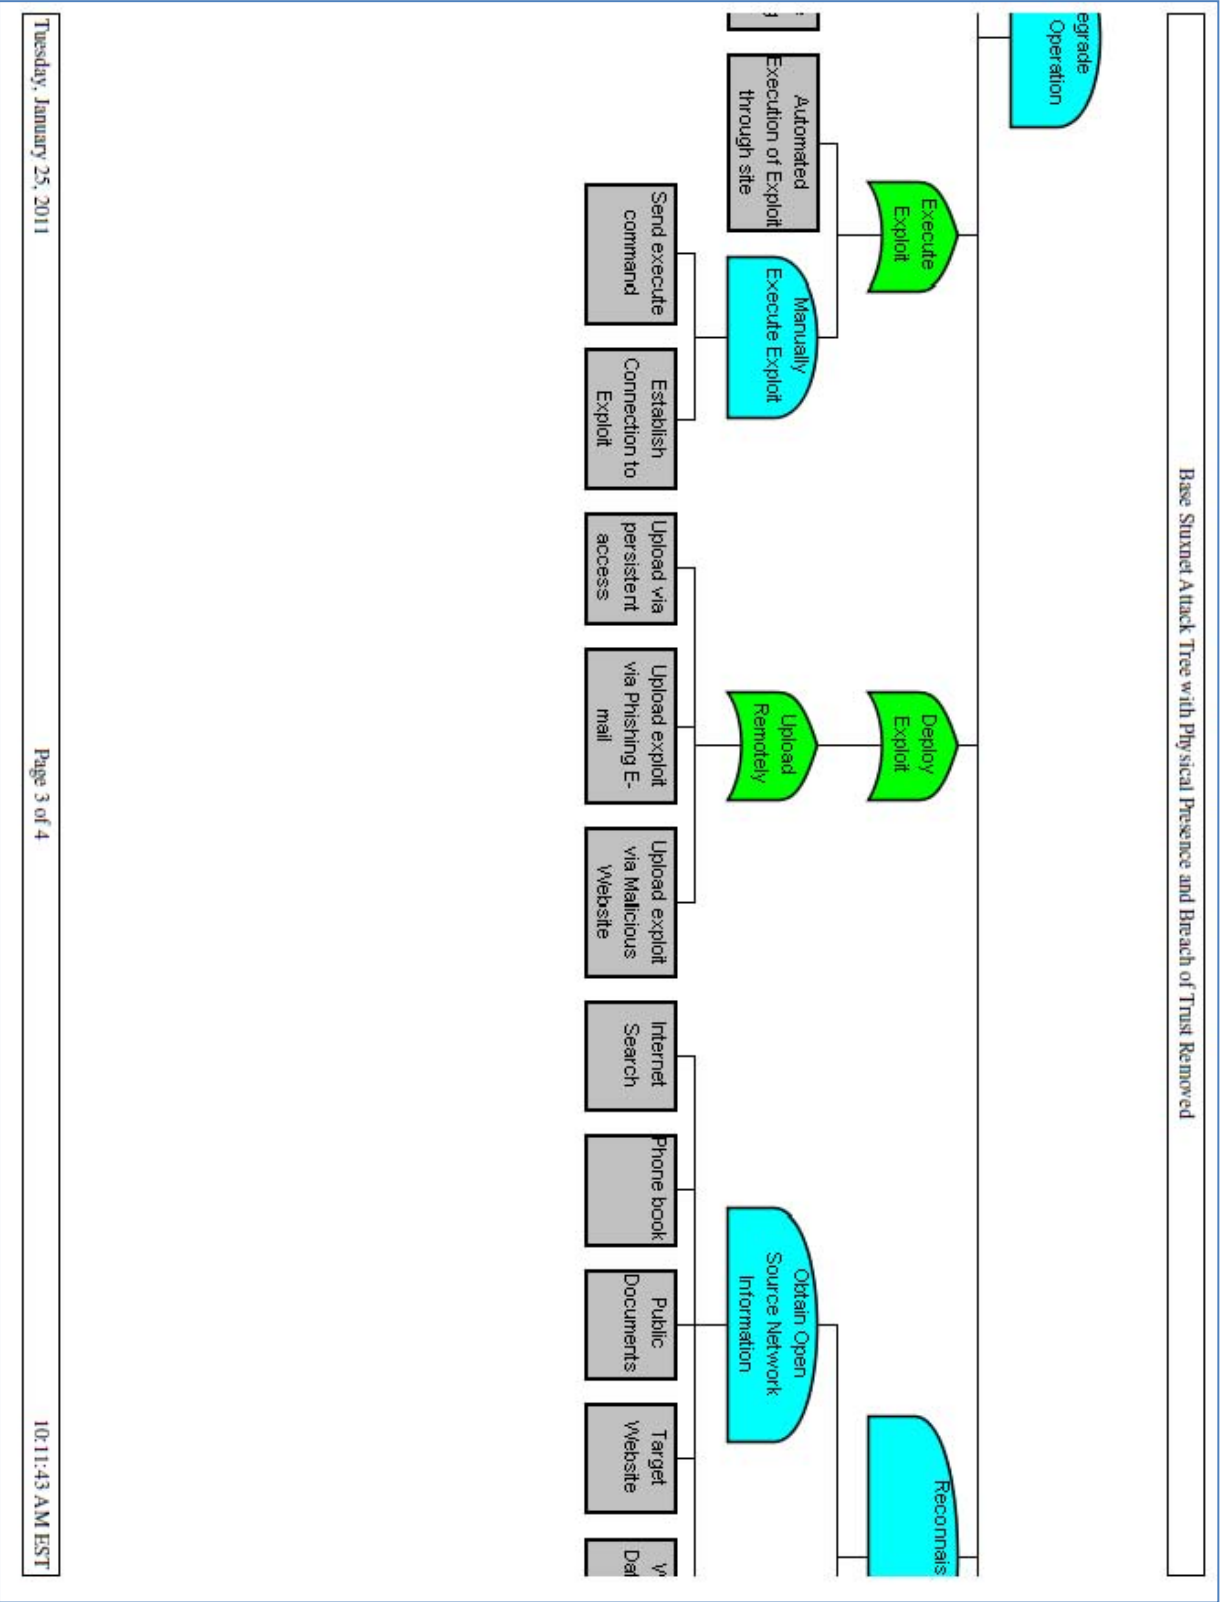 Base Stuxnet Attack Tree with Physical Presence and Breach of Trust Removed
egrade
Operation
Execute
Exploit
Deploy
Exploit
Reconnais
Automated
Execution of Exploit
through site
Manually
Execute Exploit
Upload
Remotely
Obtain Open
Source Network
Information
Send execute
command
Establish
Connection to
Exploit
Upload via
persistent
access
Upload exploit
via Phishing E-
mail
Upload exploit
via Malicious
Website
Internet
Search
Phone book
Public
Documents
Target
Website
Tuesday, January 25, 2011
Page 3 of 4
10:11:43 AM EST